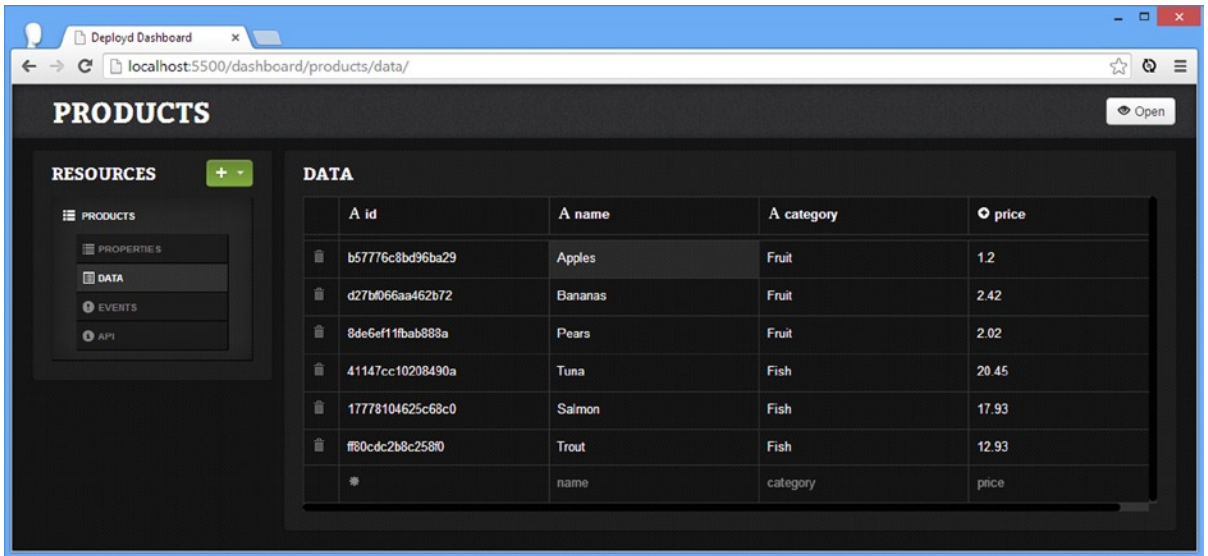 Deployd Dashboard
localhost:5500/dashboard/products/data/
PRODUCTS
Open
RESOURCES
PRODUCTS
PROPERTIES
DATA
EVENTS
API
DATA
A id A name A category price
b57776c8bd96ba29 Apples Fruit 1.2
d27bf066aa462b72 Bananas Fruit 2.42
8de6ef11fbab888a Pears Fruit 2.02
41147cc10208490a Tuna Fish 20.45
17778104625c68c0 Salmon Fish 17.93
ff80cdc2b8c258f0 Trout Fish 12.93
name category price